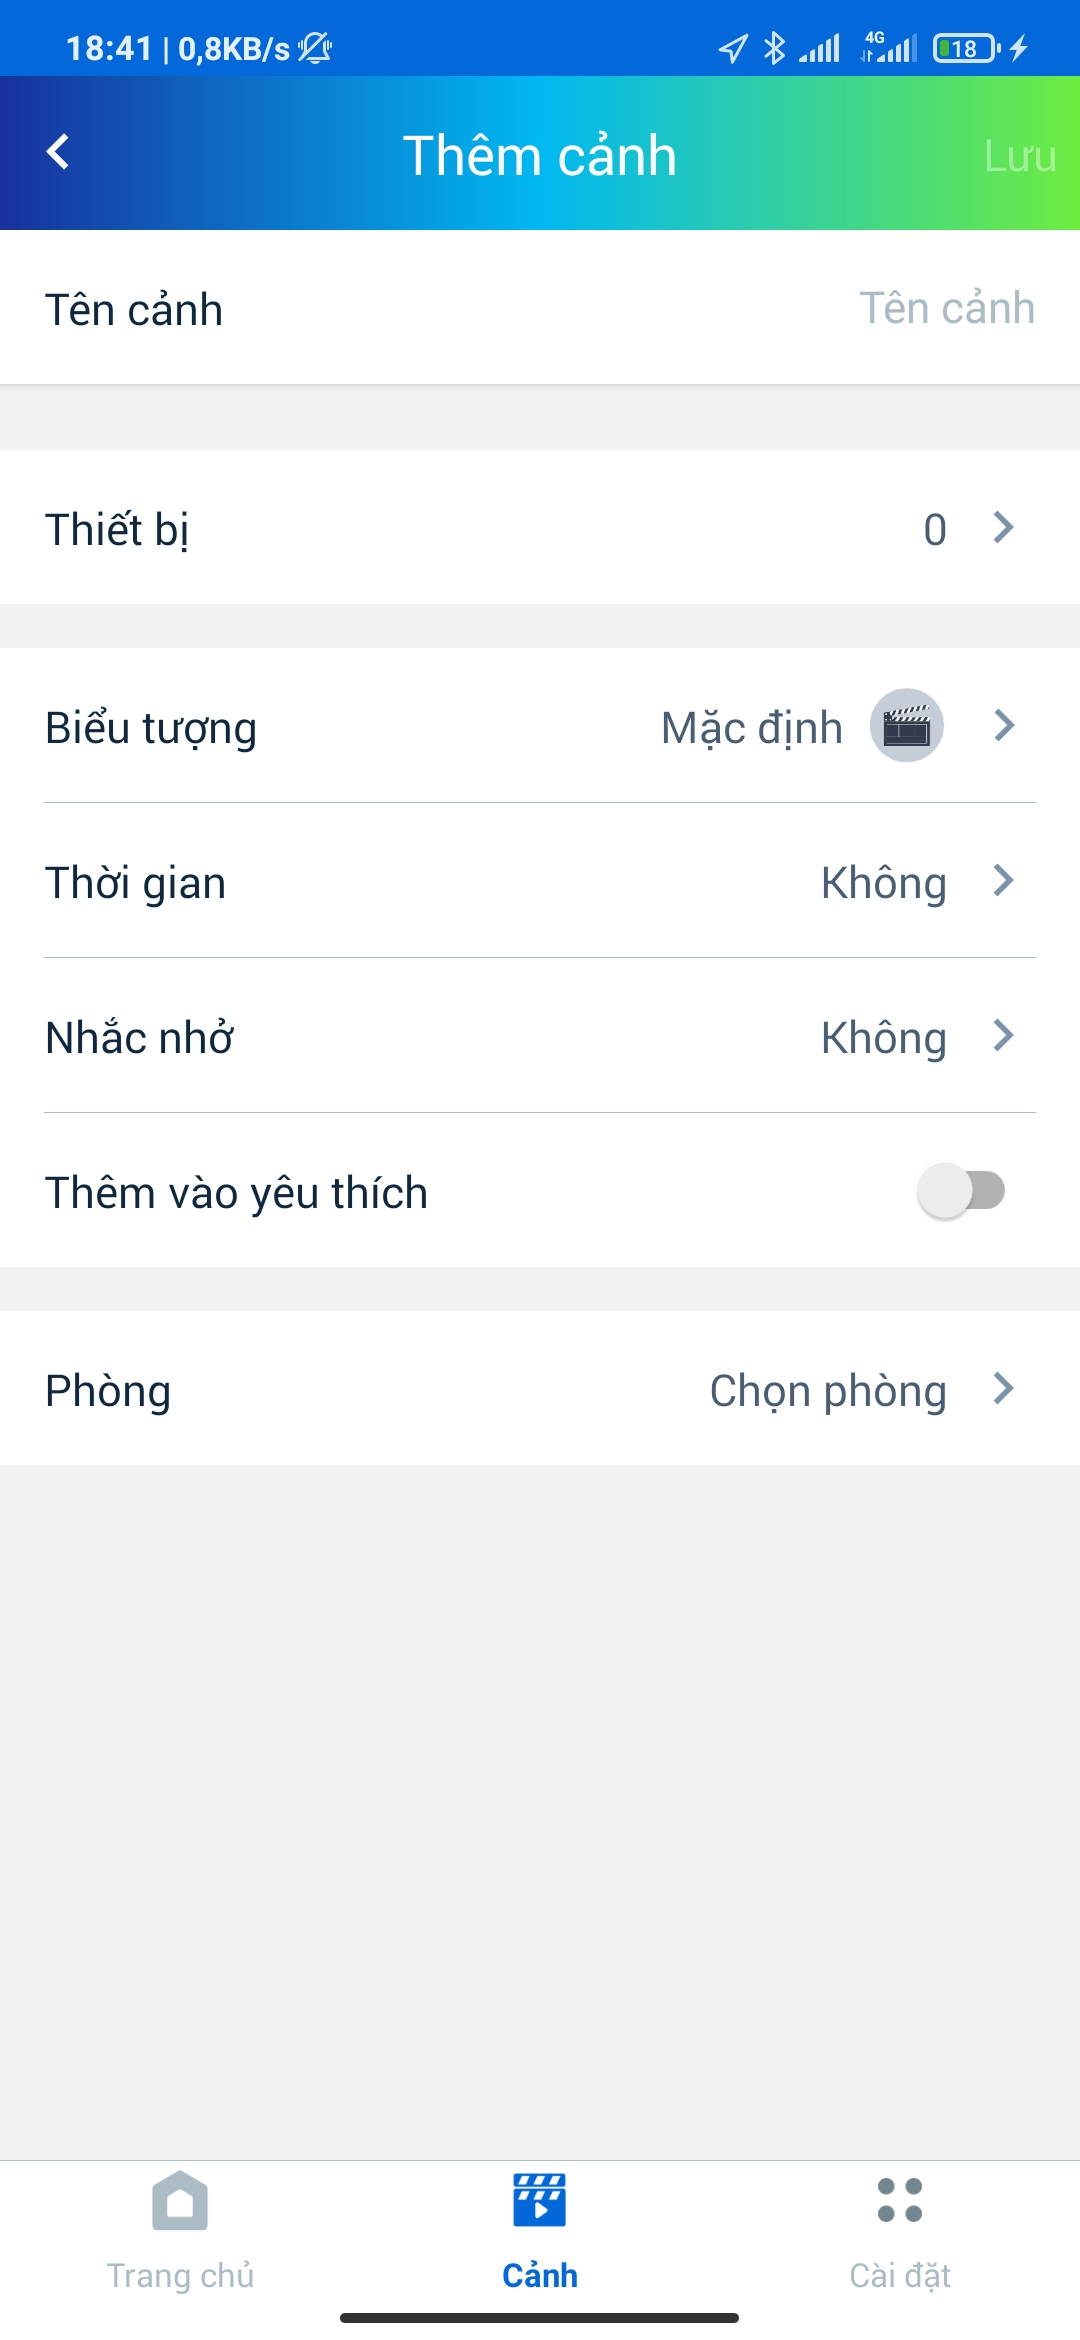 18:41 | 0,8KB/s
4G
18
Thêm cảnh
Lưu
Tên cảnh
Tên cảnh
Thiết bị
0
Biểu tượng
Mặc định
Thời gian
Không
Nhắc nhở
Không
Thêm vào yêu thích
Phòng
Chọn phòng
Trang chủ
Cảnh
Cài đặt